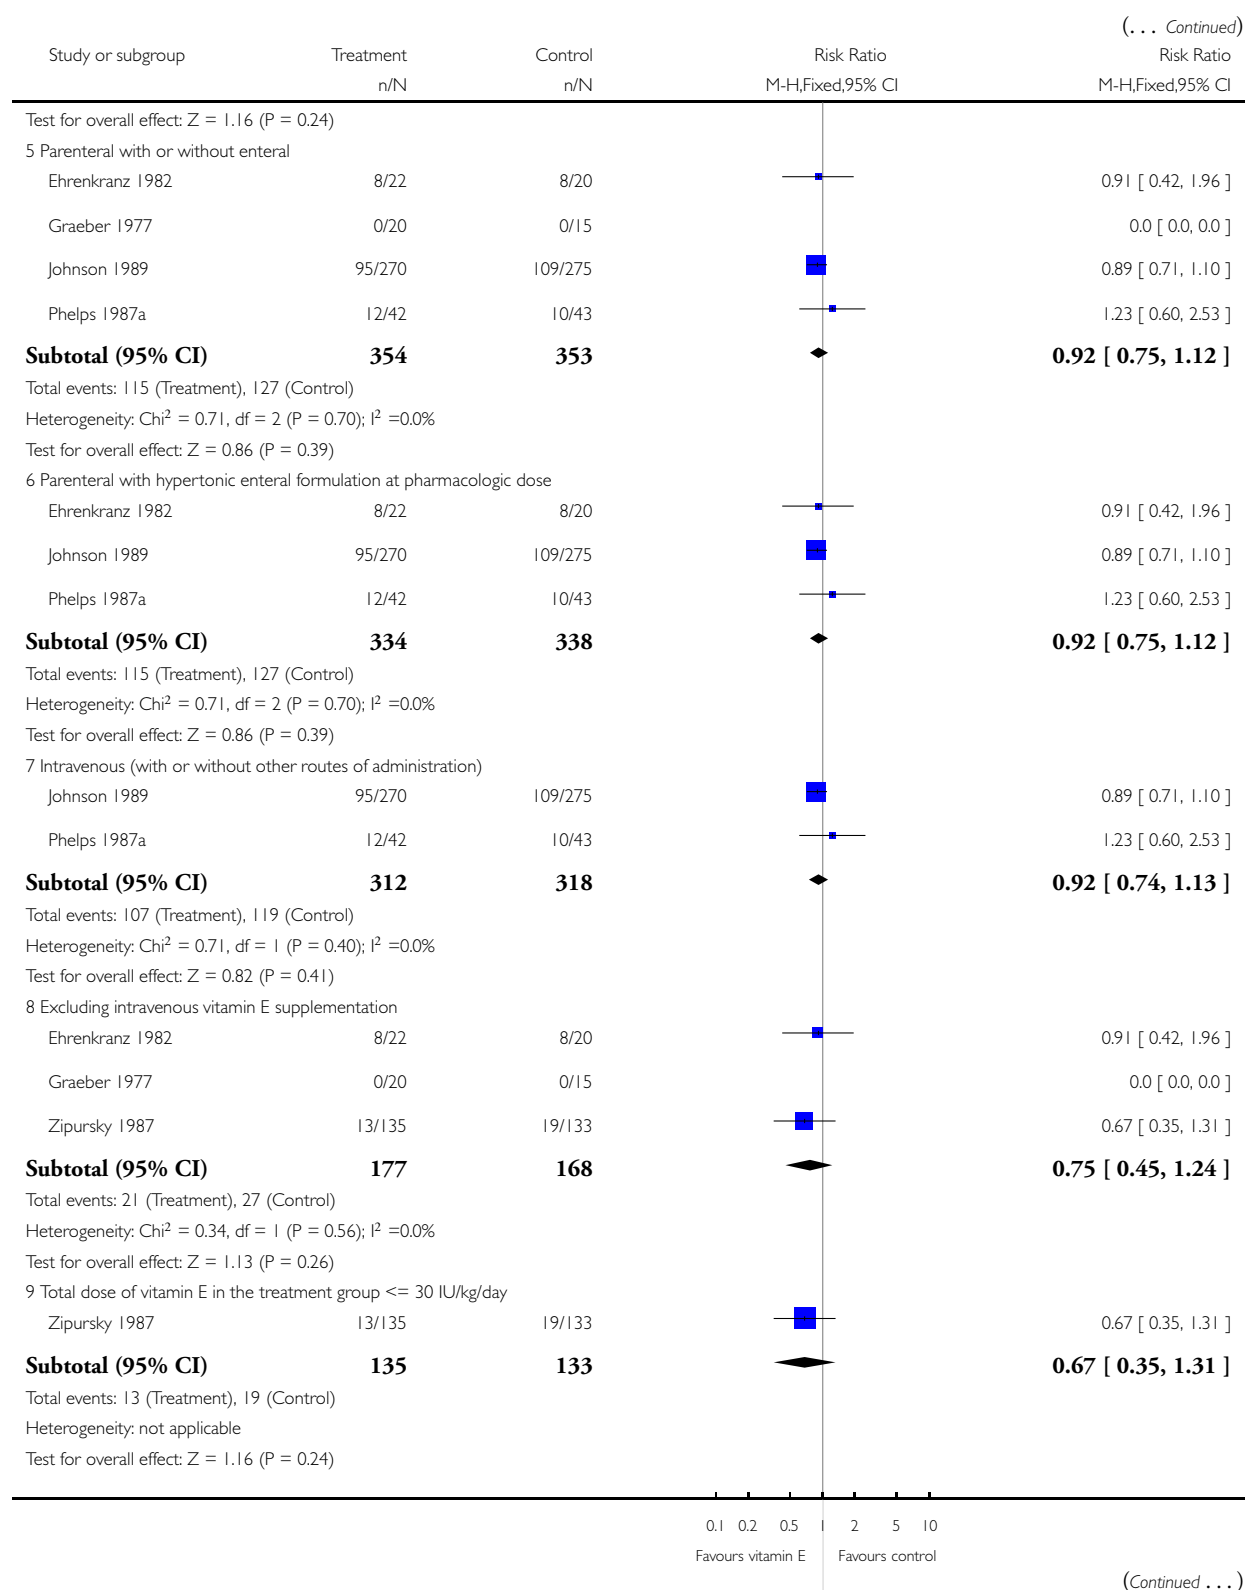 (... Continued)
Study or subgroup Treatment Control Risk Ratio Risk Ratio
n/N n/N M-H,Fixed,95% CI M-H,Fixed,95% CI
Test for overall effect: Z = 1.16 (P = 0.24)
5 Parenteral with or without enteral
Ehrenkranz 1982 8/22 8/20 0.91 [ 0.42, 1.96 ]
Graeber 1977 0/20 0/15 0.0 [ 0.0, 0.0 ]
Johnson 1989 95/270 109/275 0.89 [ 0.71, 1.10 ]
Phelps 1987a 12/42 10/43 1.23 [ 0.60, 2.53 ]
Subtotal (95% CI) 354 353 0.92 [ 0.75, 1.12 ]
Total events: 115 (Treatment), 127 (Control)
Heterogeneity: Chi² = 0.71, df = 2 (P = 0.70); I² =0.0%
Test for overall effect: Z = 0.86 (P = 0.39)
6 Parenteral with hypertonic enteral formulation at pharmacologic dose
Ehrenkranz 1982 8/22 8/20 0.91 [ 0.42, 1.96 ]
Johnson 1989 95/270 109/275 0.89 [ 0.71, 1.10 ]
Phelps 1987a 12/42 10/43 1.23 [ 0.60, 2.53 ]
Subtotal (95% CI) 334 338 0.92 [ 0.75, 1.12 ]
Total events: 115 (Treatment), 127 (Control)
Heterogeneity: Chi² = 0.71, df = 2 (P = 0.70); I² =0.0%
Test for overall effect: Z = 0.86 (P = 0.39)
7 Intravenous (with or without other routes of administration)
Johnson 1989 95/270 109/275 0.89 [ 0.71, 1.10 ]
Phelps 1987a 12/42 10/43 1.23 [ 0.60, 2.53 ]
Subtotal (95% CI) 312 318 0.92 [ 0.74, 1.13 ]
Total events: 107 (Treatment), 119 (Control)
Heterogeneity: Chi² = 0.71, df = 1 (P = 0.40); I² =0.0%
Test for overall effect: Z = 0.82 (P = 0.41)
8 Excluding intravenous vitamin E supplementation
Ehrenkranz 1982 8/22 8/20 0.91 [ 0.42, 1.96 ]
Graeber 1977 0/20 0/15 0.0 [ 0.0, 0.0 ]
Zipursky 1987 13/135 19/133 0.67 [ 0.35, 1.31 ]
Subtotal (95% CI) 177 168 0.75 [ 0.45, 1.24 ]
Total events: 21 (Treatment), 27 (Control)
Heterogeneity: Chi² = 0.34, df = 1 (P = 0.56); I² =0.0%
Test for overall effect: Z = 1.13 (P = 0.26)
9 Total dose of vitamin E in the treatment group <= 30 IU/kg/day
Zipursky 1987 13/135 19/133 0.67 [ 0.35, 1.31 ]
Subtotal (95% CI) 135 133 0.67 [ 0.35, 1.31 ]
Total events: 13 (Treatment), 19 (Control)
Heterogeneity: not applicable
Test for overall effect: Z = 1.16 (P = 0.24)
0.1 0.2 0.5 1 2 5 10
Favours vitamin E Favours control
(Continued ...)